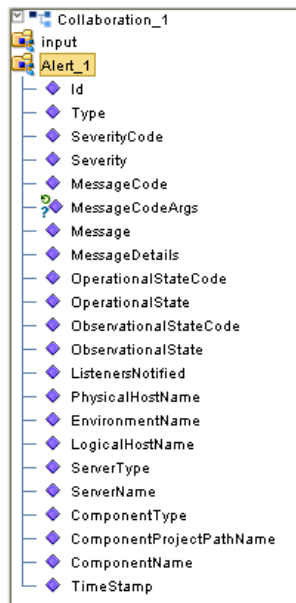 Collaboration_1
input
Alert_1
Id
Type
SeverityCode
Severity
MessageCode
MessageCodeArgs
Message
MessageDetails
OperationalStateCode
OperationalState
ObservationalStateCode
ObservationalState
ListenersNotified
PhysicalHostName
EnvironmentName
LogicalHostName
ServerType
ServerName
ComponentType
ComponentProjectPathName
ComponentName
TimeStamp